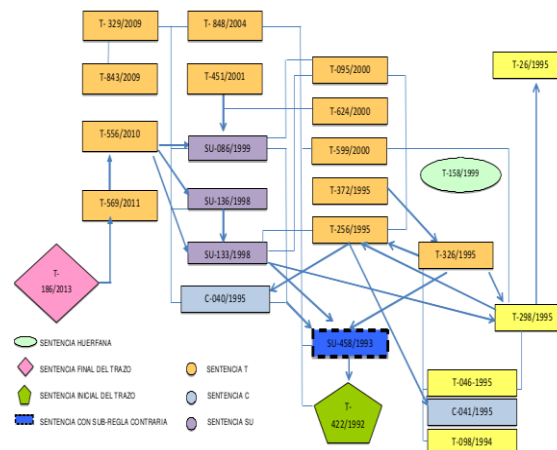 T- 329/2009
T- 848/2004
T-843/2009
T-451/2001
T-095/2000
T-26/1995
T-624/2000
T-556/2010
SU-086/1999
T-599/2000
T-158/1999
T-569/2011
SU-136/1998
T-372/1995
SU-133/1998
T-256/1995
T-326/1995
T-
186/2013
C-040/1995
T-298/1995
SU-458/1993
T-
422/1992
T-046-1995
C-041/1995
T-098/1994
SENTENCIA HUERFANA
SENTENCIA FINAL DEL TRAZO
SENTENCIA INICIAL DEL TRAZO
SENTENCIA CON SUB-REGLA CONTRARIA
SENTENCIA T
SENTENCIA C
SENTENCIA SU